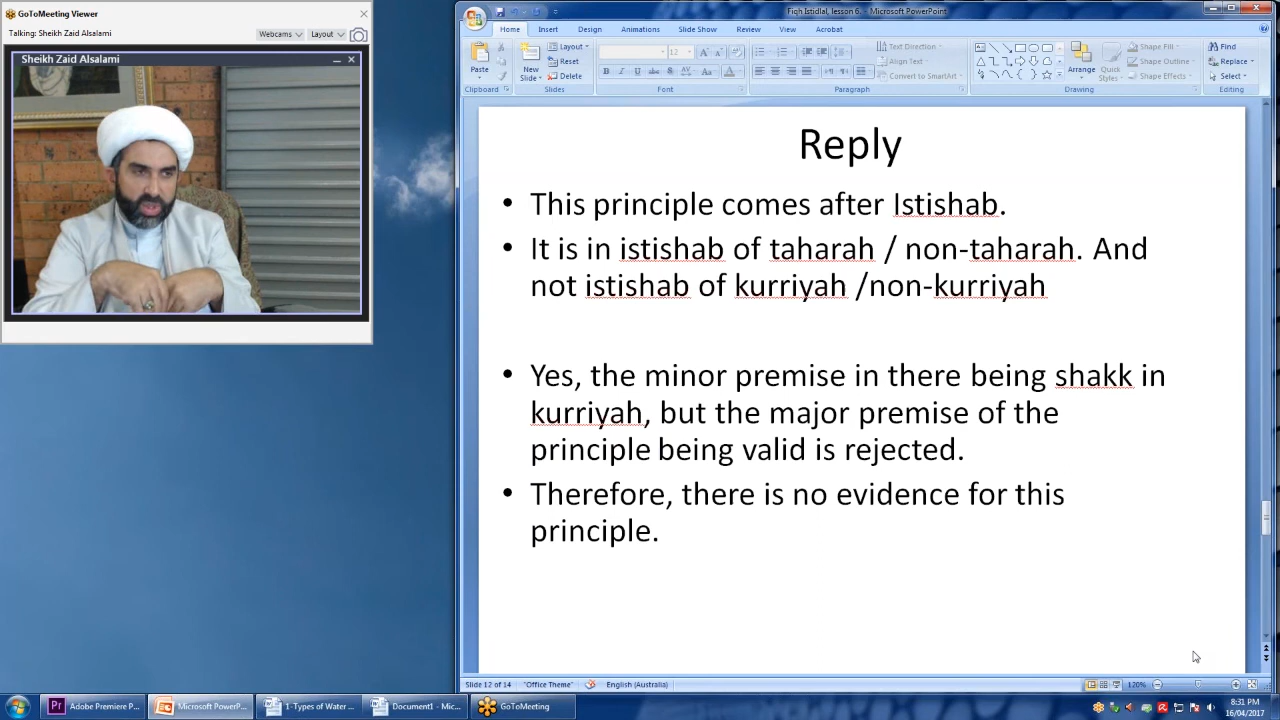 GoToMeeting Viewer
Talking: Sheikh Zaid Alsalami
Webcams
Layout
Sheikh Zaid Alsalami
Fiqh Istidlal, lesson 6. - Microsoft PowerPoint
Home
Insert
Design
Animations
Slide Show
Review
View
Acrobat
Paste
Clipboard
New
Slide
Layout
Reset
Delete
Slides
12
Font
Text Direction
Align Text
Convert to SmartArt
Paragraph
Arrange
Quick
Styles
Shape Fill
Shape Outline
Shape Effects
Drawing
Find
Replace
Select
Editing
Reply
• This principle comes after Istishab.
• It is in istishab of taharah / non-taharah. And
not istishab of kurriyah /non-kurriyah
• Yes, the minor premise in there being shakk in
kurriyah, but the major premise of the
principle being valid is rejected.
• Therefore, there is no evidence for this
principle.
Slide 12 of 14
"Office Theme"
English (Australia)
120%
Adobe Premiere P...
Microsoft PowerP...
1-Types of Water ...
Document1 - Mic...
GoToMeeting
8:31 PM
16/04/2017